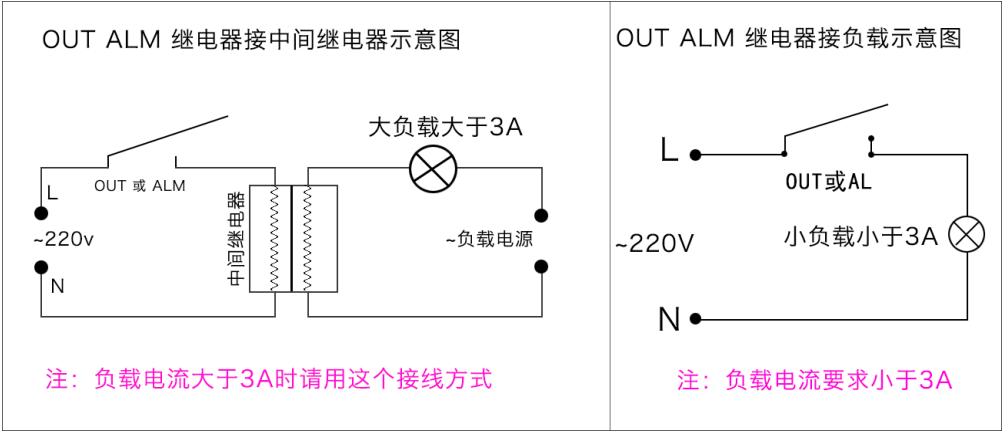 OUT ALM 继电器接中间继电器示意图
大负载大于3A
OUT 或 ALM
L
~220v
N
中间继电器
~负载电源
注：负载电流大于3A时请用这个接线方式
OUT ALM 继电器接负载示意图
L
OUT或AL
~220V
小负载小于3A
N
注：负载电流要求小于3A